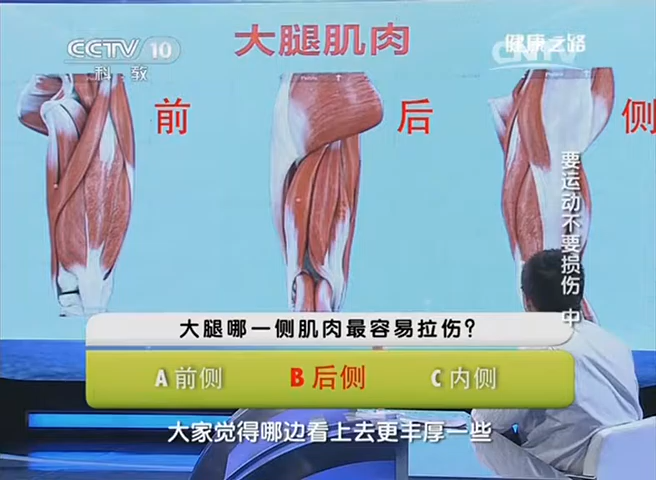 CCTV 10
科 教
大腿肌肉
健康之路
CNTV
前
后
侧
要运动不要损伤 中
大腿哪一侧肌肉最容易拉伤?
A 前侧
B 后侧
C 内侧
大家觉得哪边看上去更丰厚一些